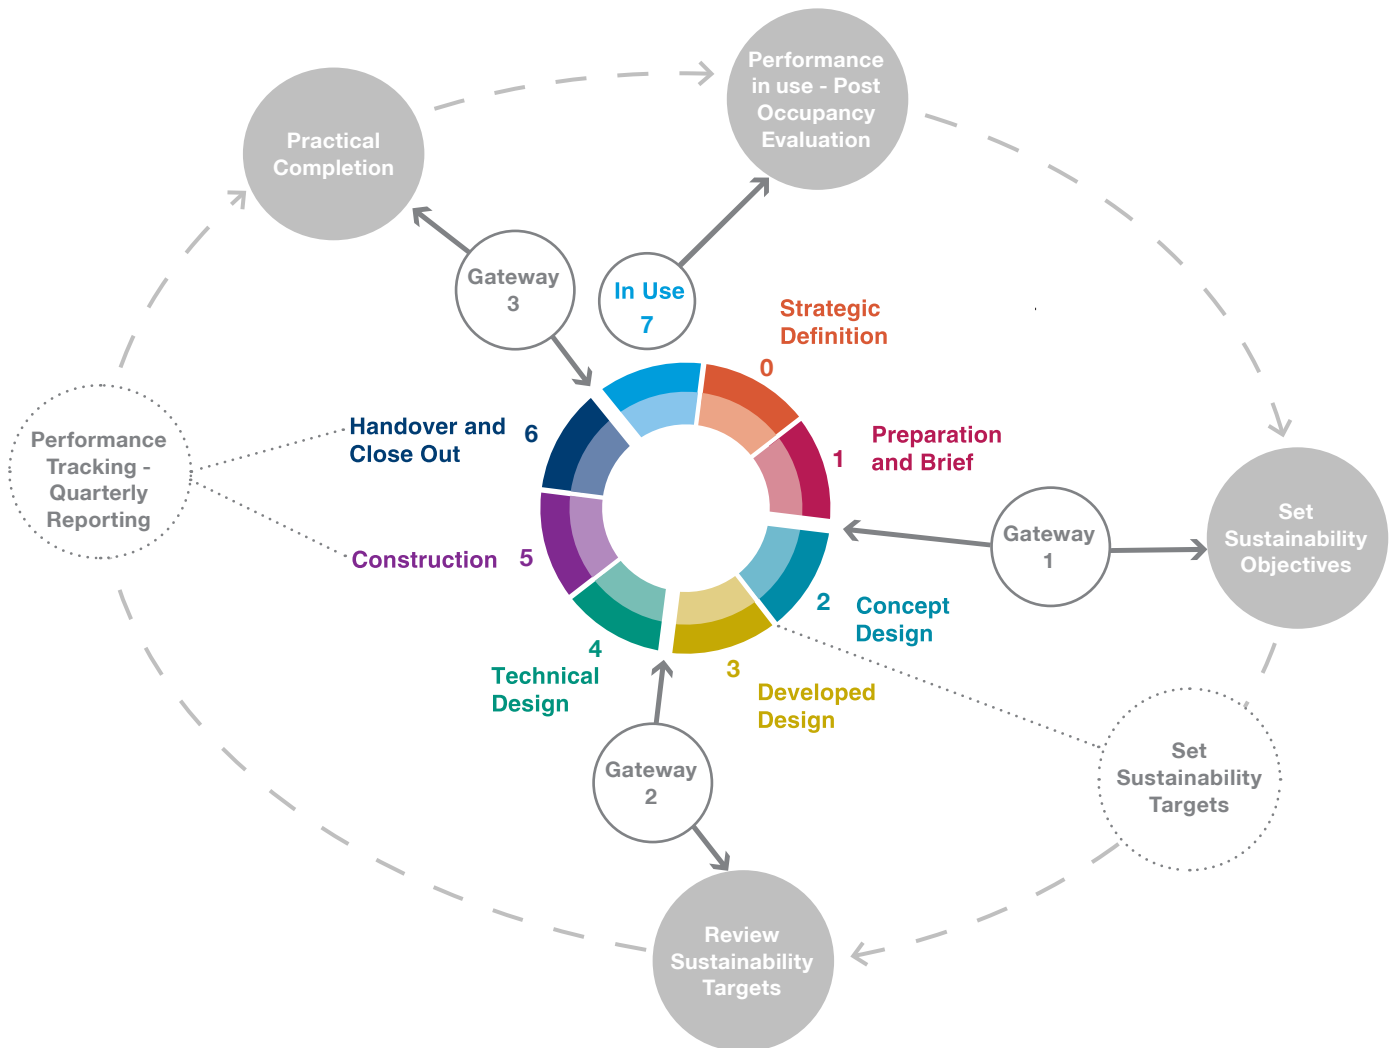 Performance
in use - Post
Occupancy
Evaluation
Practical
Completion
Gateway
3
In Use
7
Strategic
Definition
0
Handover and
Close Out
6
Preparation
and Brief
1
Performance
Tracking -
Quarterly
Reporting
Gateway
1
Set
Sustainability
Objectives
Construction
5
2
Concept
Design
4
Technical
Design
3
Developed
Design
Set
Sustainability
Targets
Gateway
2
Review
Sustainability
Targets